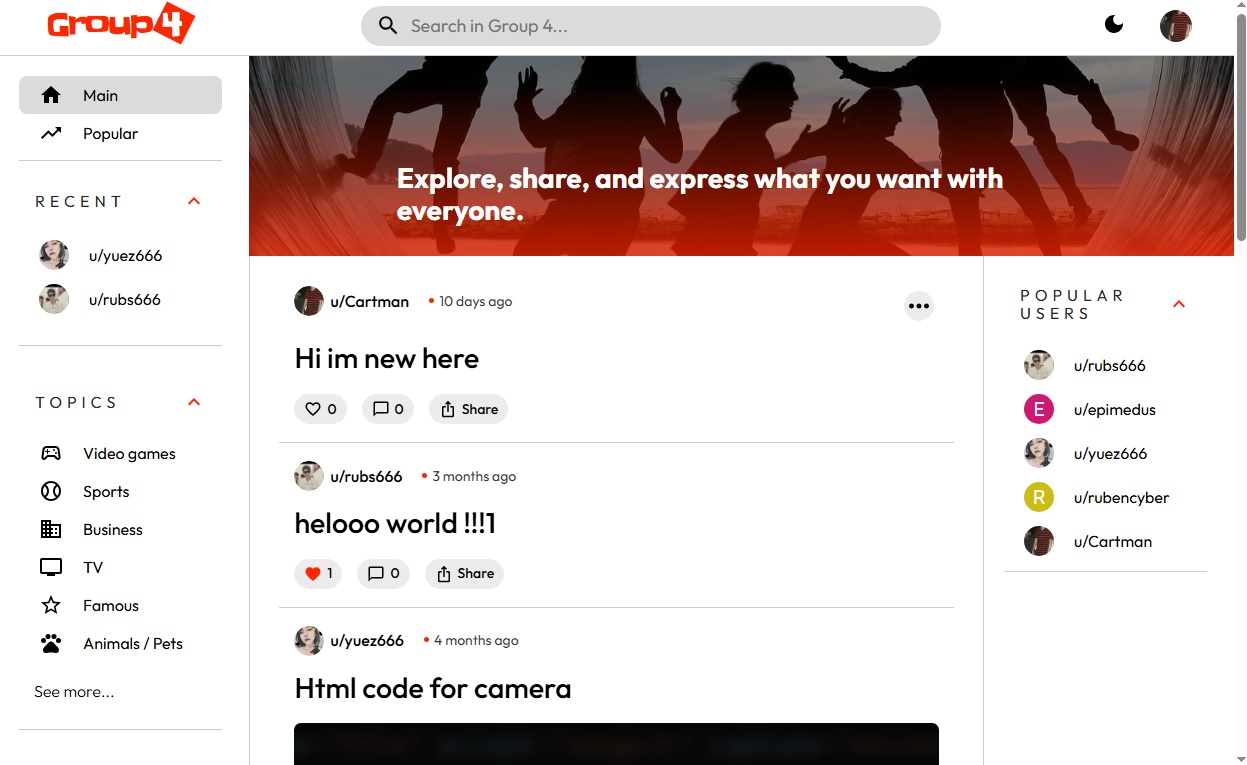 Group4
Search in Group 4...
Main
Popular
RECENT
u/yuez666
u/rubs666
TOPICS
Video games
Sports
Business
TV
Famous
Animals / Pets
See more...
Explore, share, and express what you want with
everyone.
u/Cartman • 10 days ago
Hi im new here
0 0 Share
u/rubs666 • 3 months ago
helooo world !!!1
1 0 Share
u/yuez666 • 4 months ago
Html code for camera
POPULAR
USERS
u/rubs666
E u/epimedus
u/yuez666
R u/rubencyber
u/Cartman